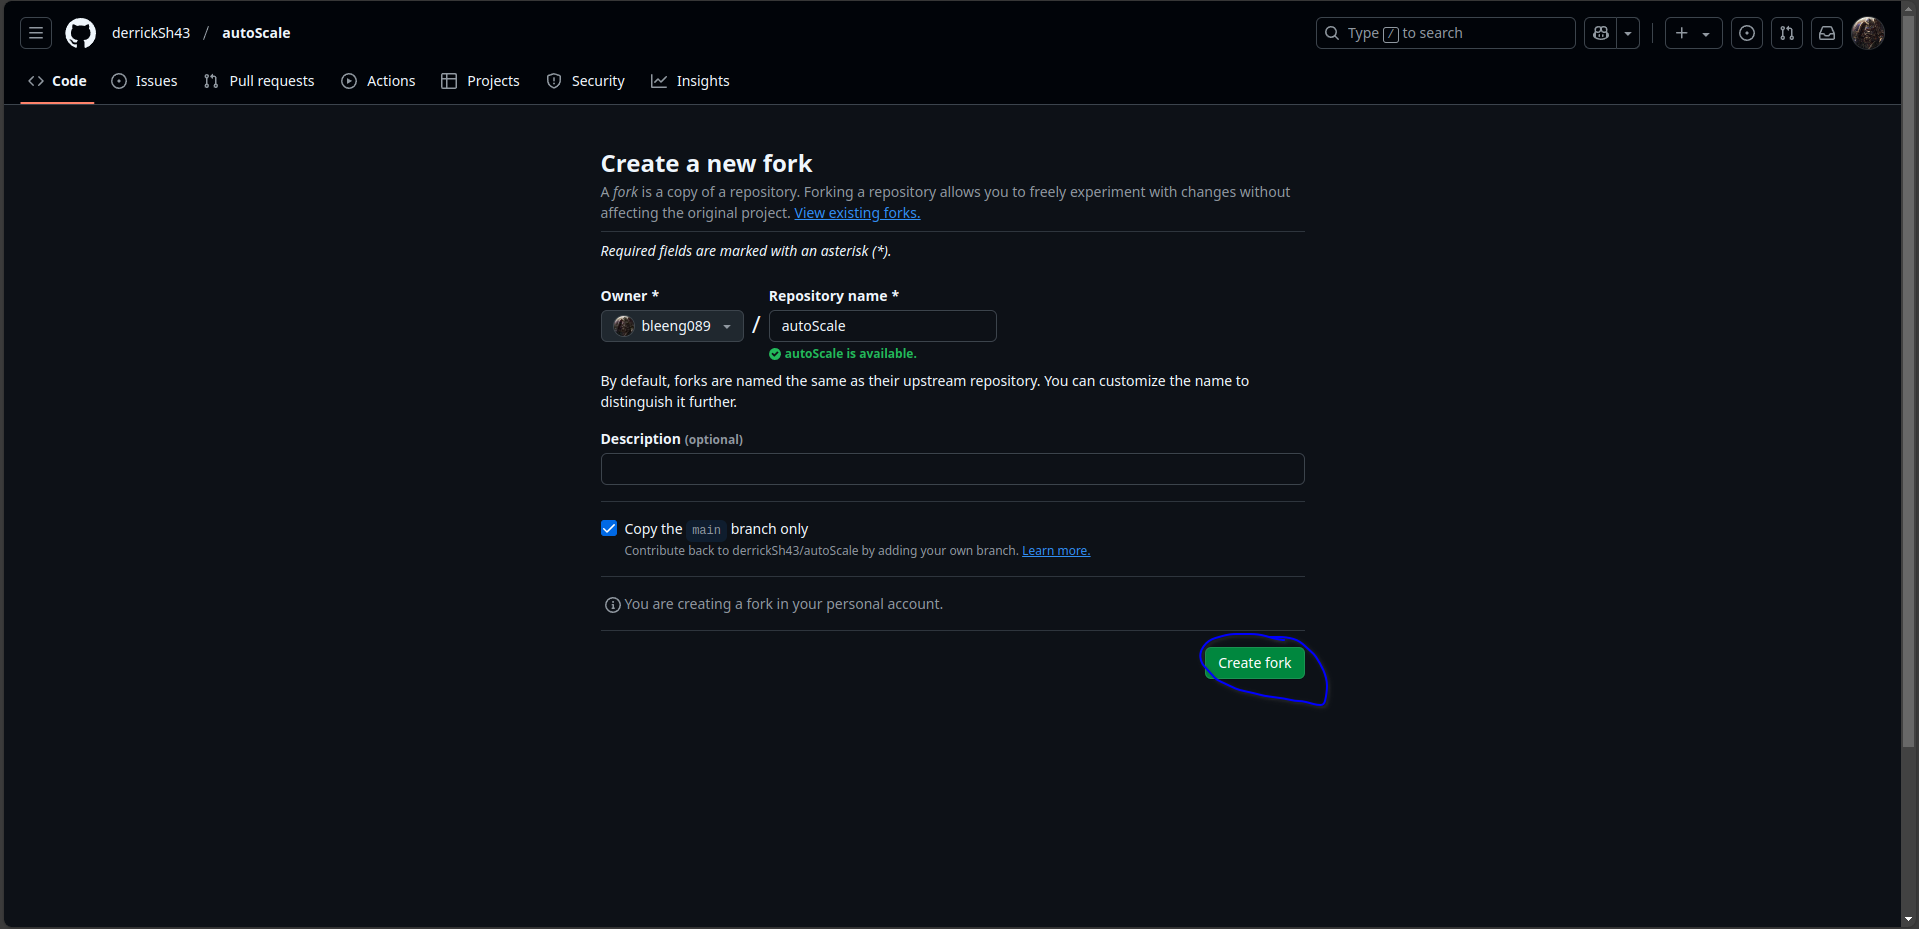 derrickSh43 / autoScale
Type / to search
Code Issues Pull requests Actions Projects Security Insights
Create a new fork
A fork is a copy of a repository. Forking a repository allows you to freely experiment with changes without
affecting the original project. View existing forks.
Required fields are marked with an asterisk (*).
Owner * Repository name *
bleeng089 / autoScale
autoScale is available.
By default, forks are named the same as their upstream repository. You can customize the name to
distinguish it further.
Description (optional)
Copy the main branch only
Contribute back to derrickSh43/autoScale by adding your own branch. Learn more.
You are creating a fork in your personal account.
Create fork